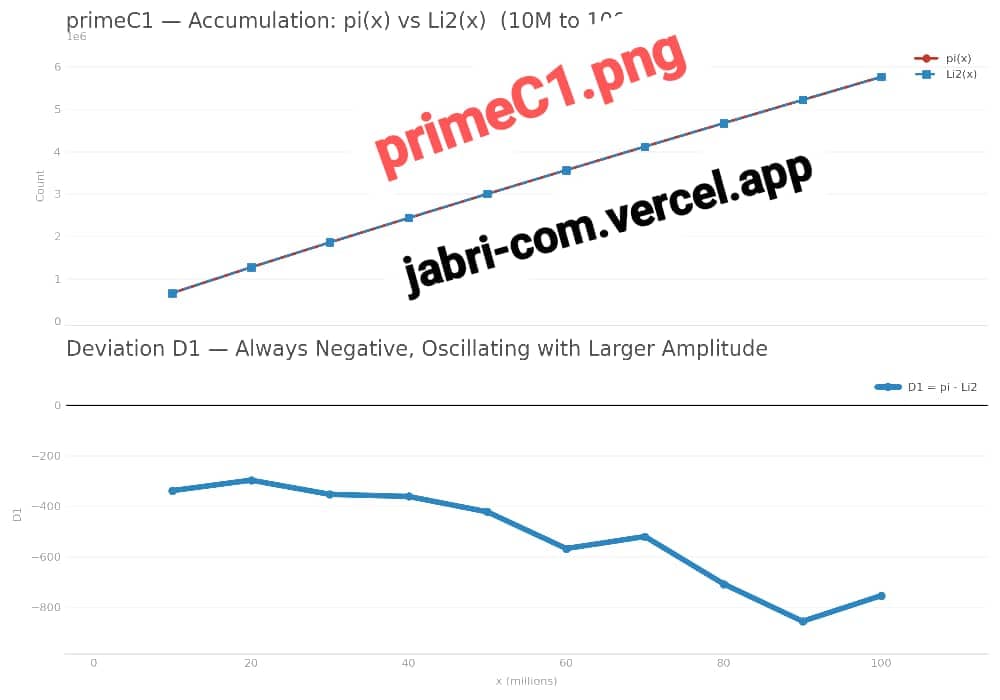 primeC1 — Accumulation: pi(x) vs Li2(x) (10M to
1e6
primeC1.png
jabri-com.vercel.app
pi(x)
Li2(x)
6
5
4
3
2
1
0
Count
Deviation D1 — Always Negative, Oscillating with Larger Amplitude
D1 = pi - Li2
0
−200
−400
−600
−800
D1
0 20 40 60 80 100
x (millions)